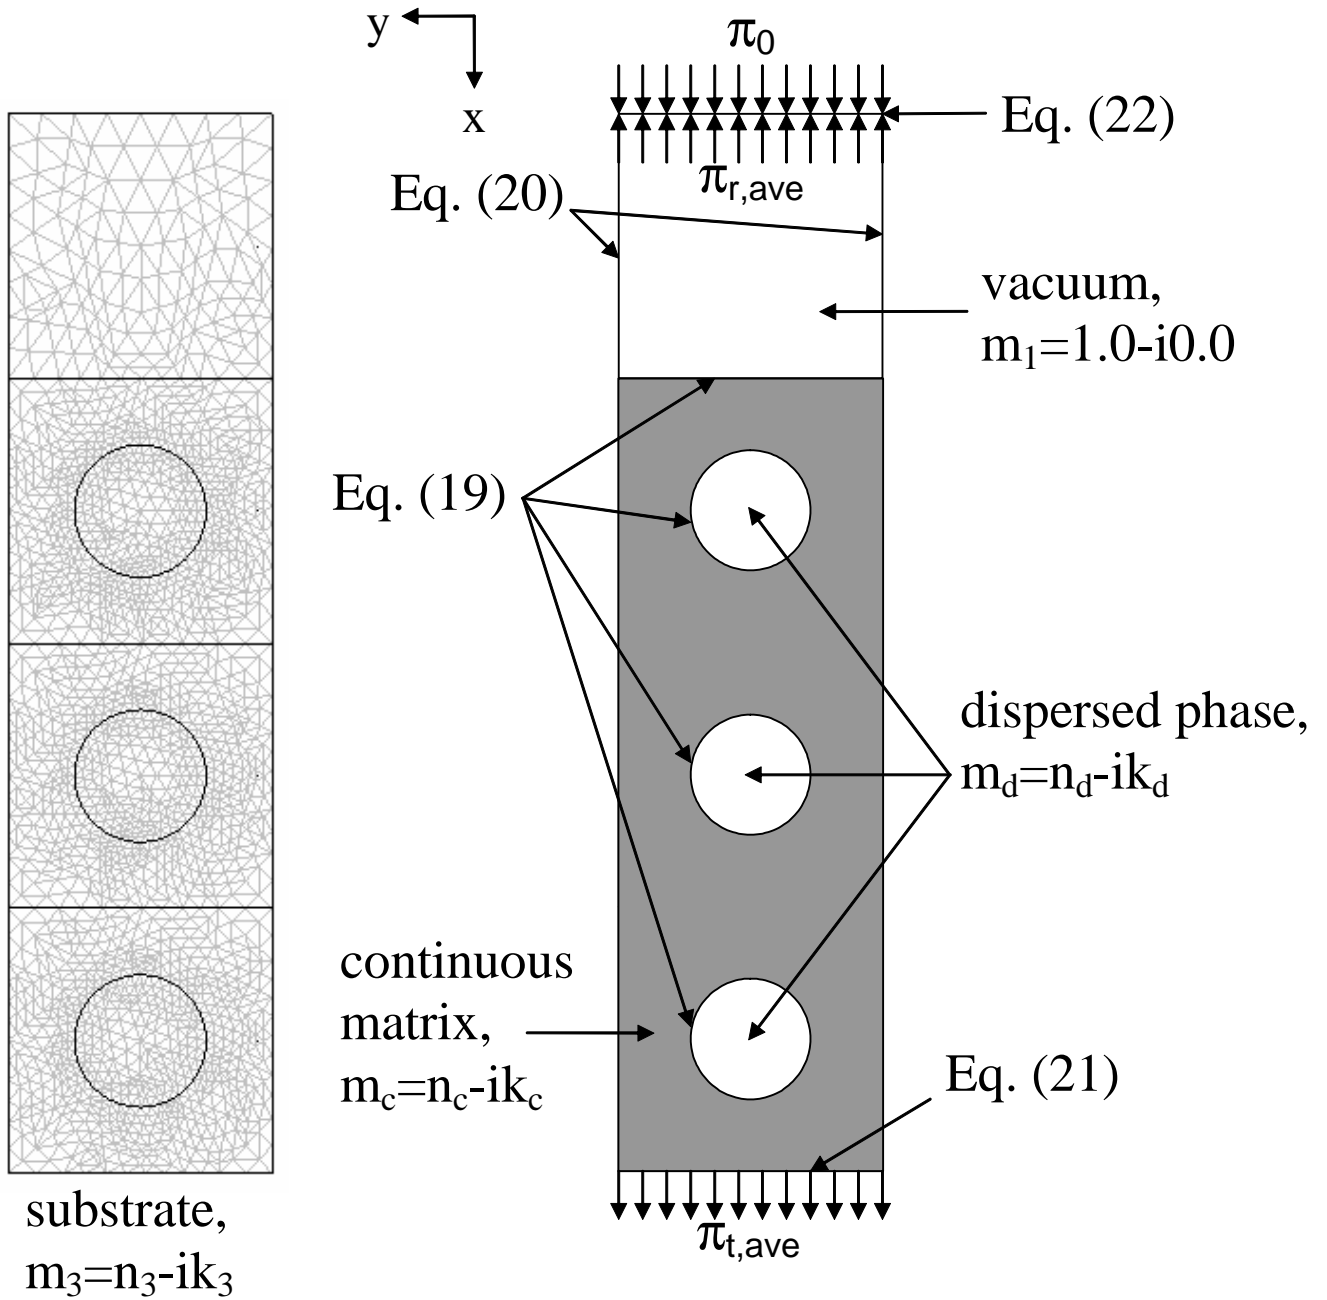 y
x
π0
Eq. (22)
πr,ave
Eq. (20)
vacuum,
m1=1.0-i0.0
Eq. (19)
dispersed phase,
md=nd-ikd
continuous
matrix,
mc=nc-ikc
Eq. (21)
πt,ave
substrate,
m3=n3-ik3